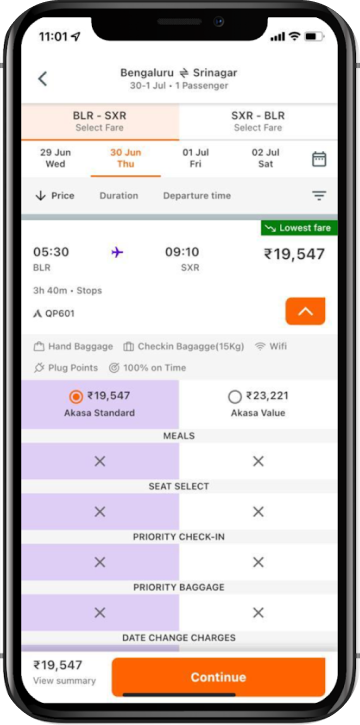 11:01
Bengaluru ⇌ Srinagar
30-1 Jul • 1 Passenger
BLR - SXR
Select Fare
SXR - BLR
Select Fare
29 Jun
Wed
30 Jun
Thu
01 Jul
Fri
02 Jul
Sat
Price
Duration
Departure time
Lowest fare
05:30
BLR
09:10
SXR
₹19,547
3h 40m • Stops
QP601
Hand Baggage
Checkin Bagagge(15Kg)
Wifi
Plug Points
100% on Time
₹19,547
Akasa Standard
₹23,221
Akasa Value
MEALS
SEAT SELECT
PRIORITY CHECK-IN
PRIORITY BAGGAGE
DATE CHANGE CHARGES
₹19,547
View summary
Continue